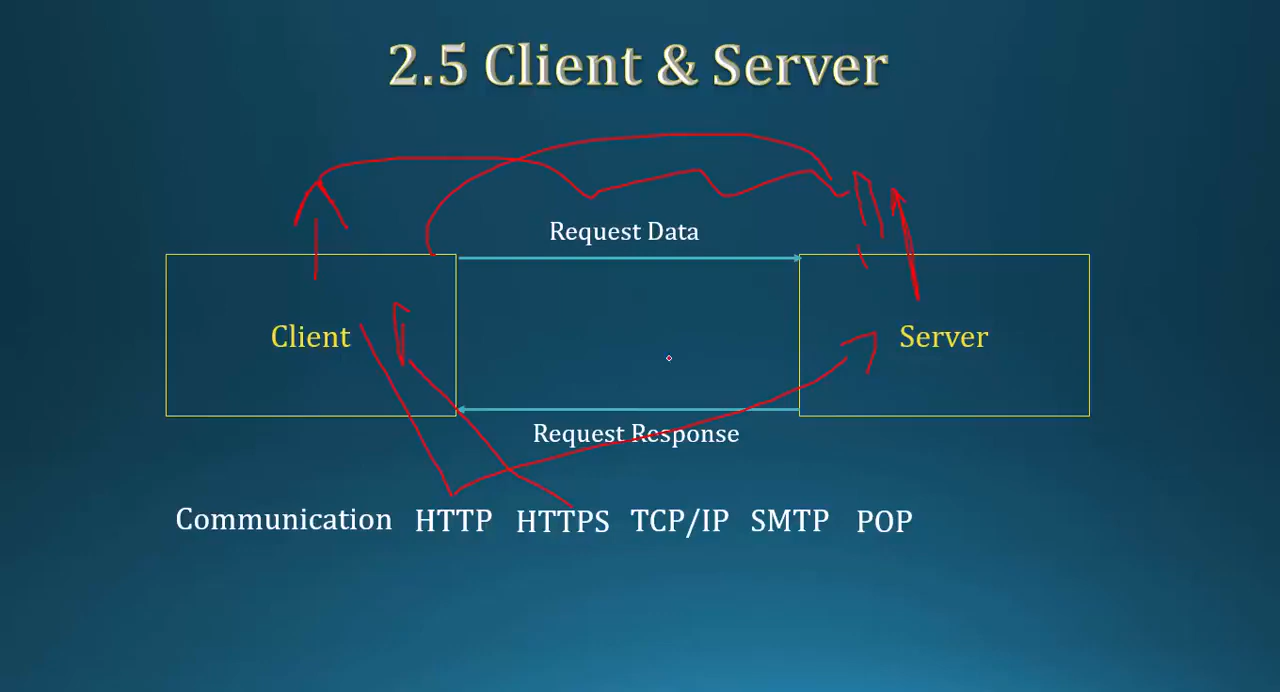 2.5 Client & Server
Request Data
Client
Server
Request Response
Communication HTTP HTTPS TCP/IP SMTP POP